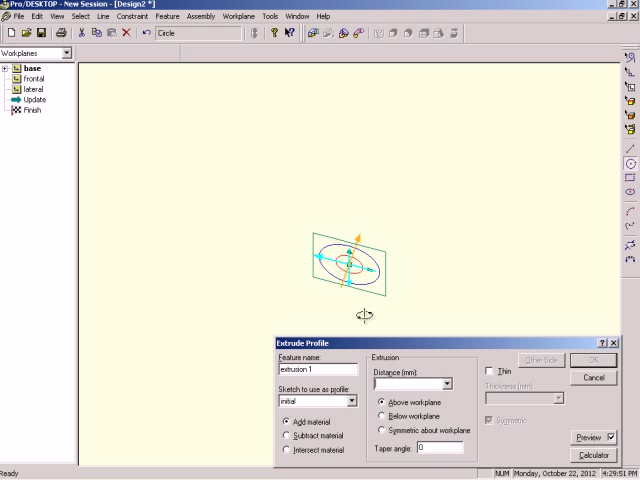 Pro/DESKTOP - New Session - [Design2 *]
File Edit View Select Line Constraint Feature Assembly Workplane Tools Window Help
Circle
Workplanes
base
frontal
lateral
Update
Finish
Extrude Profile
Feature name:
extrusion 1
Sketch to use as profile:
initial
Add material
Subtract material
Intersect material
Extrusion
Distance (mm):
Above workplane
Below workplane
Symmetric about workplane
Taper angle: 0
Other Side
Thin
Thickness (mm):
Symmetric
OK
Cancel
Preview
Calculator
Ready
NUM Monday, October 22, 2012 4:29:51 PM